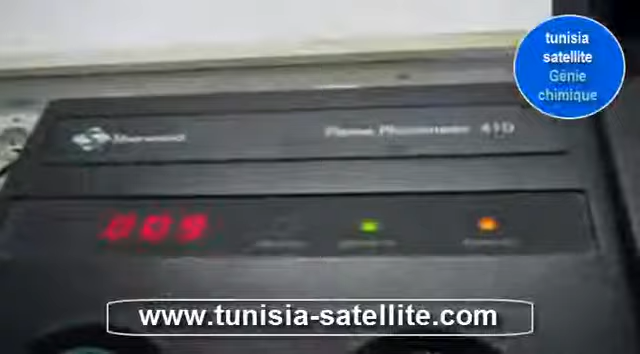 tunisia
satellite
Génie
chimique
Sherwood
Flame Photometer 410
009
www.tunisia-satellite.com